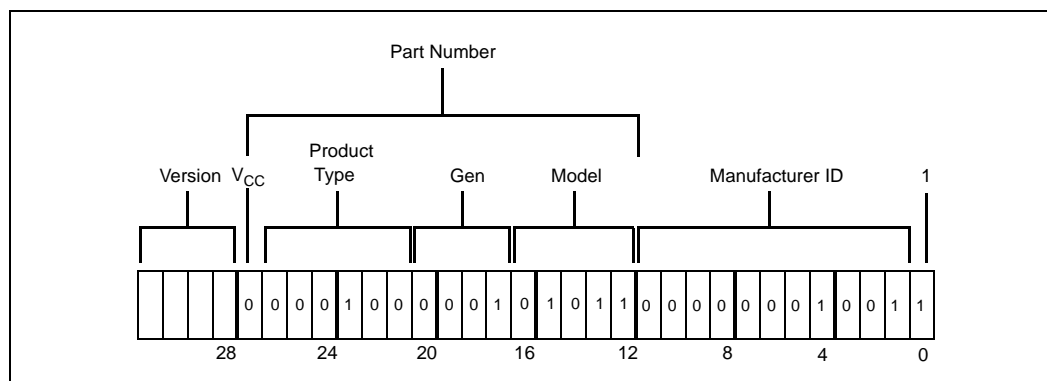 Part Number
Product
Version VCC Type Gen Model Manufacturer ID 1
0 0 0 0 1 0 0 0 0 0 1 0 1 0 1 1 0 0 0 0 0 0 0 1 0 0 1 1
28 24 20 16 12 8 4 0